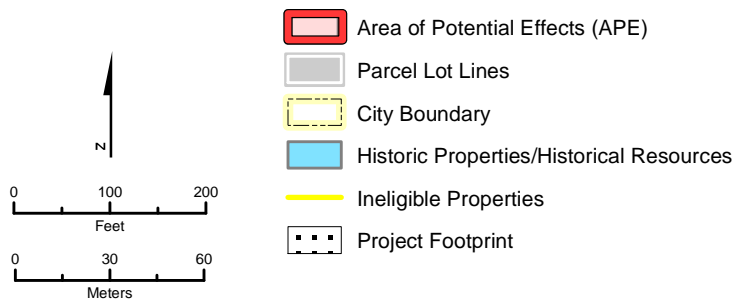 Area of Potential Effects (APE)
Parcel Lot Lines
City Boundary
Historic Properties/Historical Resources
Ineligible Properties
Project Footprint
N
0 100 200
Feet
0 30 60
Meters